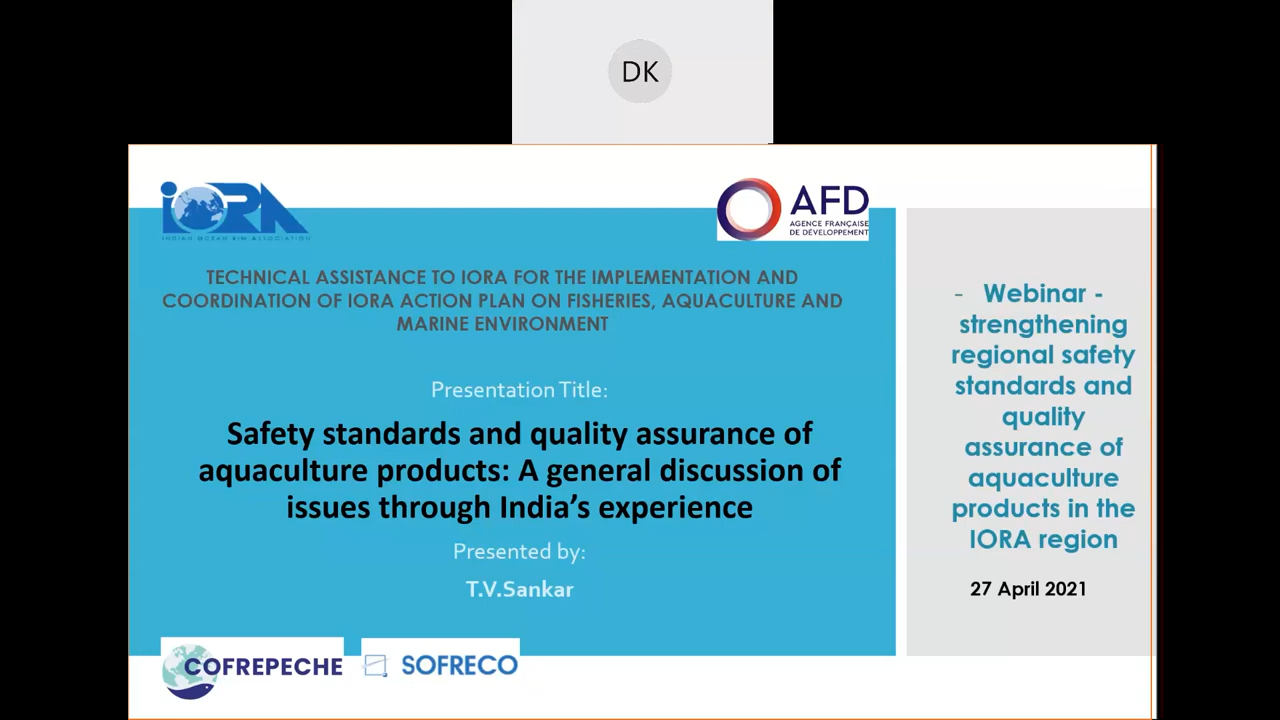 DK
iORA
INDIAN OCEAN RIM ASSOCIATION
AFD
AGENCE FRANÇAISE
DE DÉVELOPPEMENT
TECHNICAL ASSISTANCE TO IORA FOR THE IMPLEMENTATION AND
COORDINATION OF IORA ACTION PLAN ON FISHERIES, AQUACULTURE AND
MARINE ENVIRONMENT
Presentation Title:
Safety standards and quality assurance of
aquaculture products: A general discussion of
issues through India's experience
Presented by:
T.V.Sankar
- Webinar -
strengthening
regional safety
standards and
quality
assurance of
aquaculture
products in the
IORA region
27 April 2021
COFREPECHE
SOFRECO